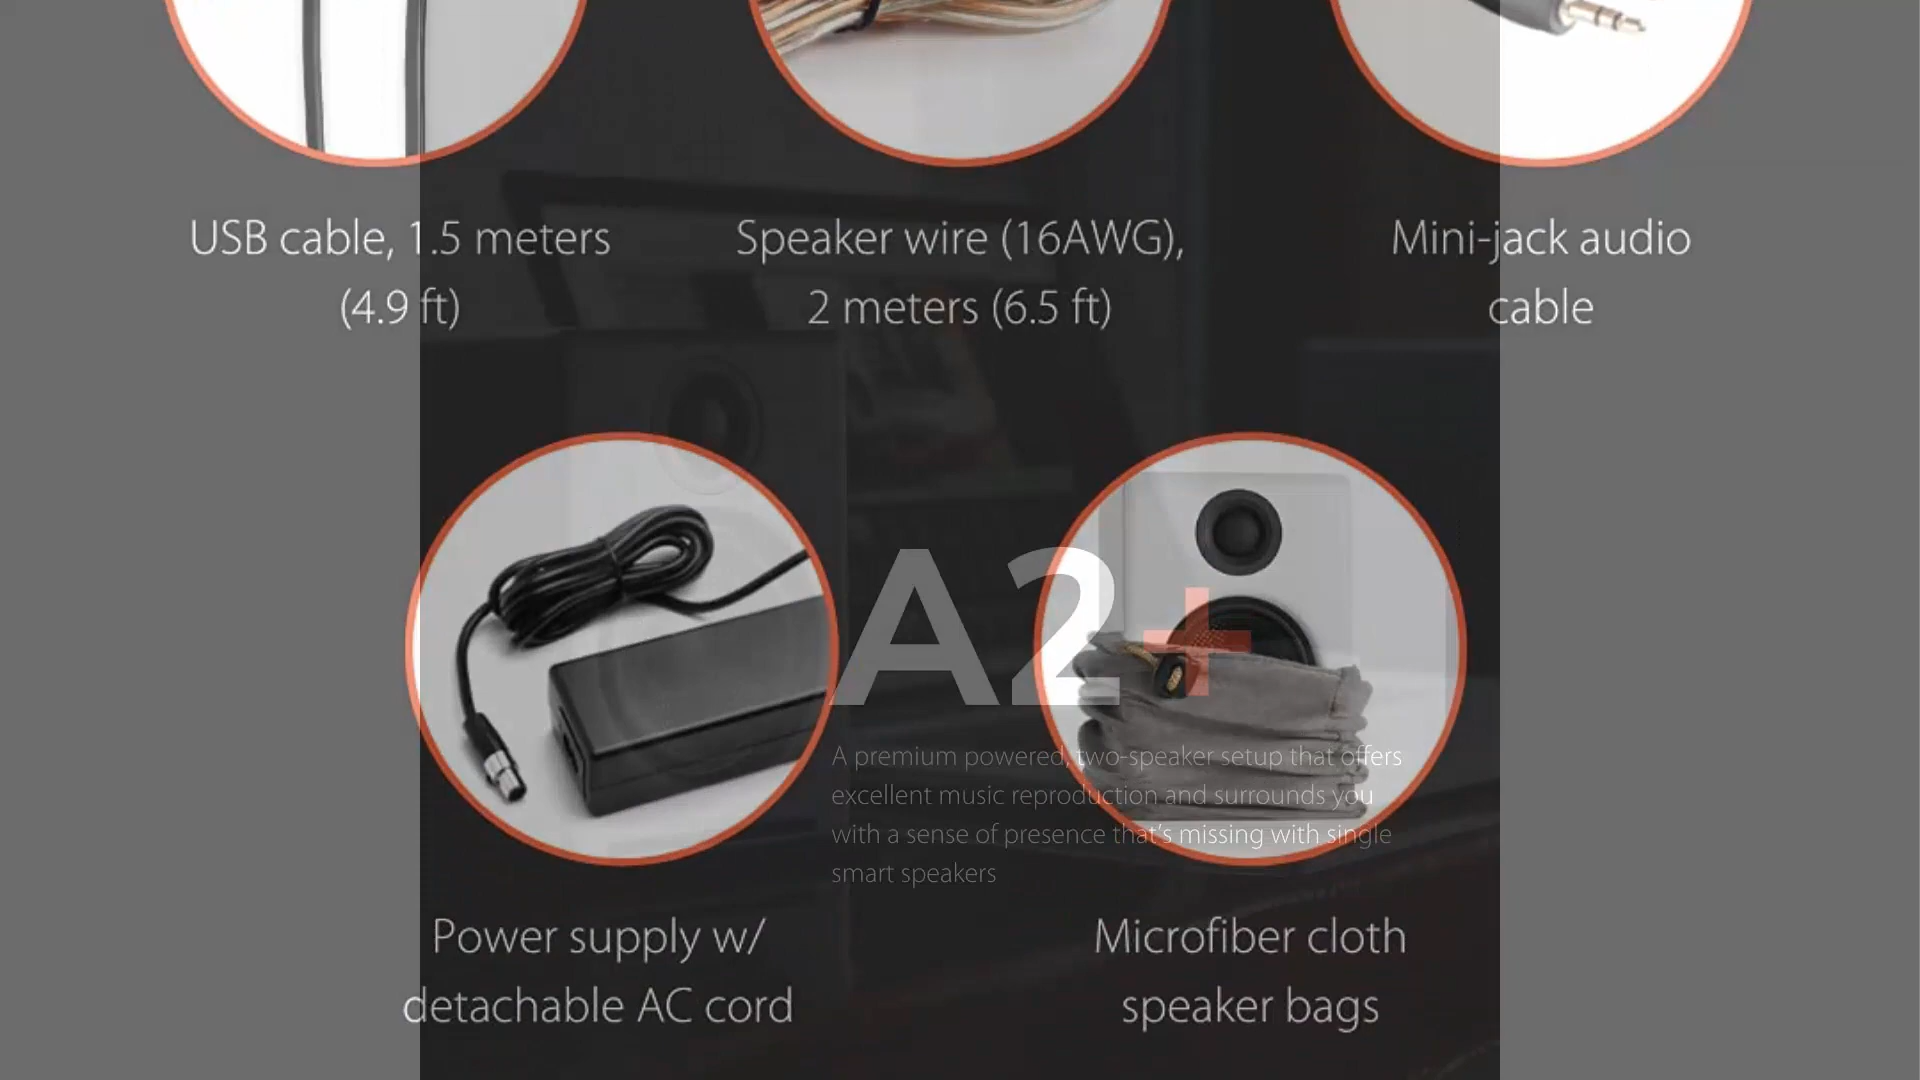 USB cable, 1.5 meters
(4.9 ft)
Speaker wire (16AWG),
2 meters (6.5 ft)
Mini-jack audio
cable
A2+
A premium powered, two-speaker setup that offers
excellent music reproduction and surrounds you
with a sense of presence that's missing with single
smart speakers
Power supply w/
detachable AC cord
Microfiber cloth
speaker bags